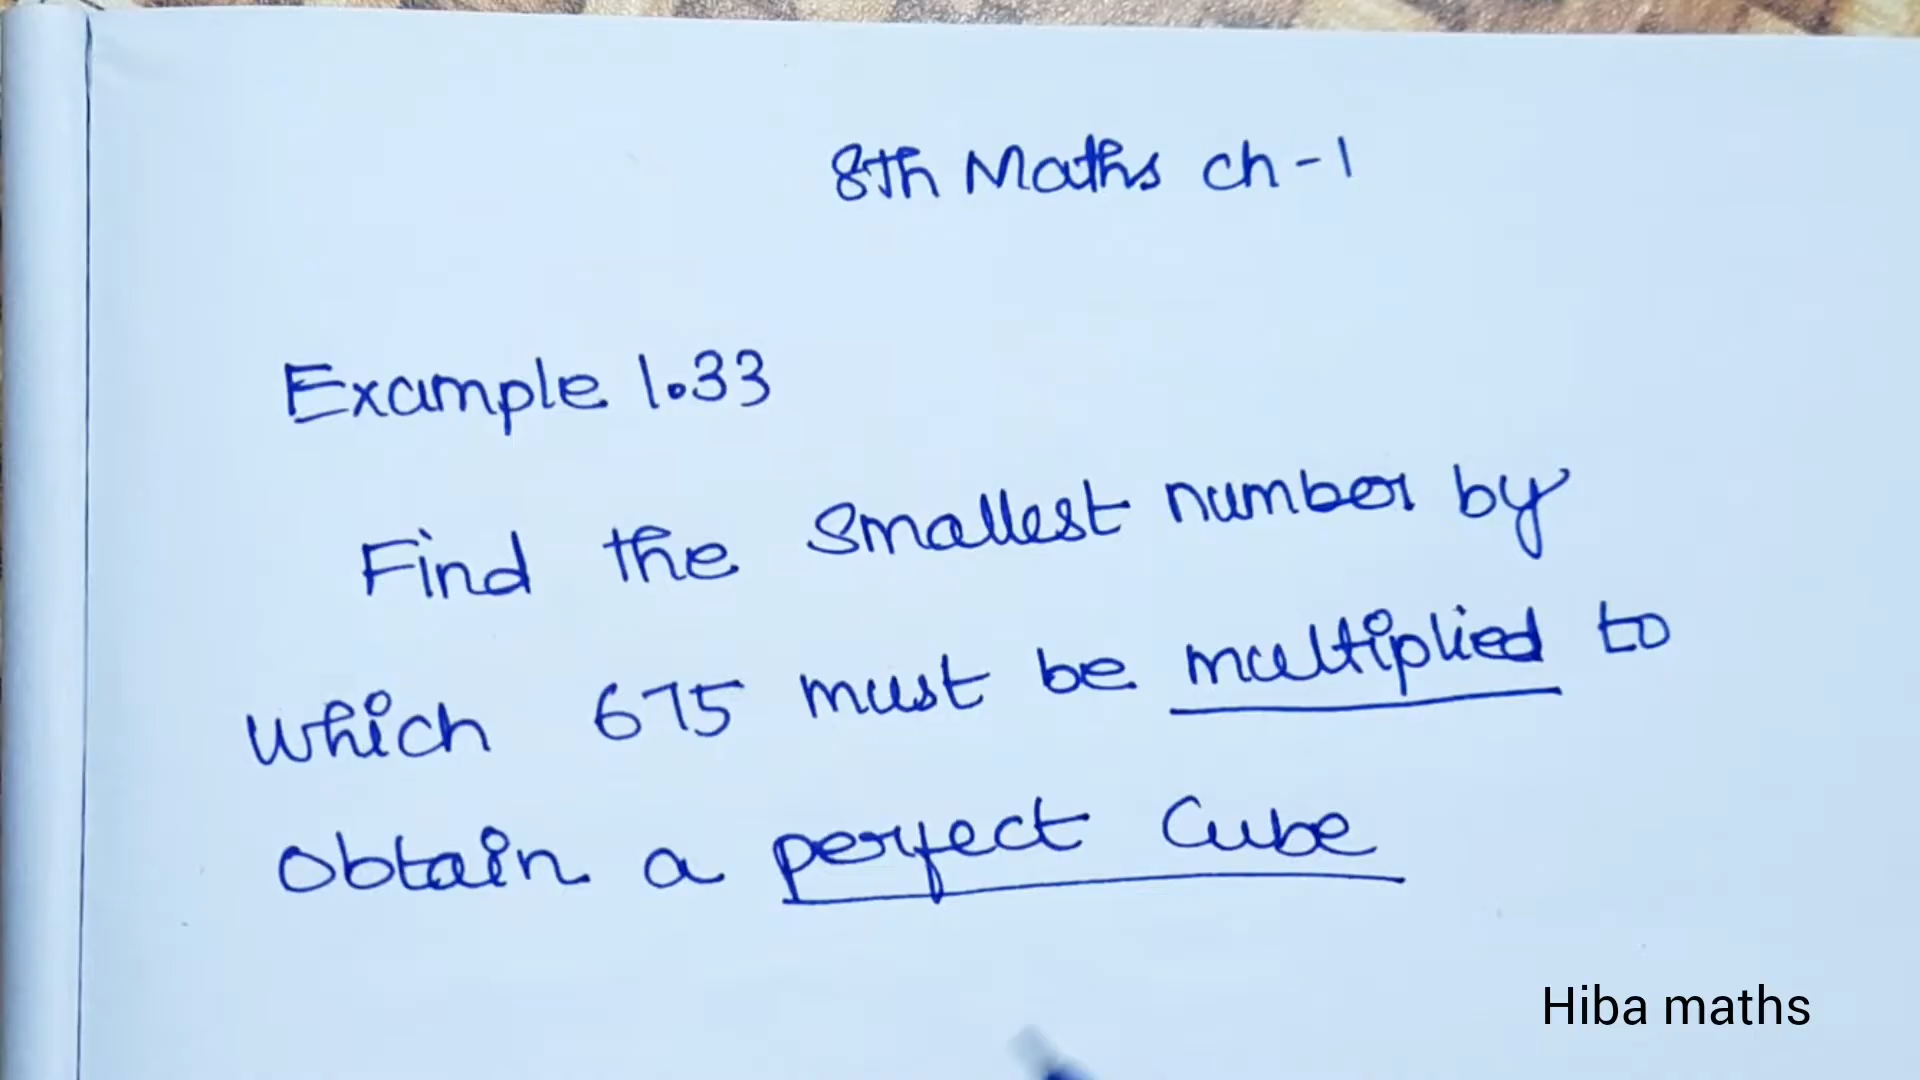 8th Maths ch-1
Example 1.33
Find the smallest number by
which 675 must be multiplied to
obtain a perfect cube
Hiba maths